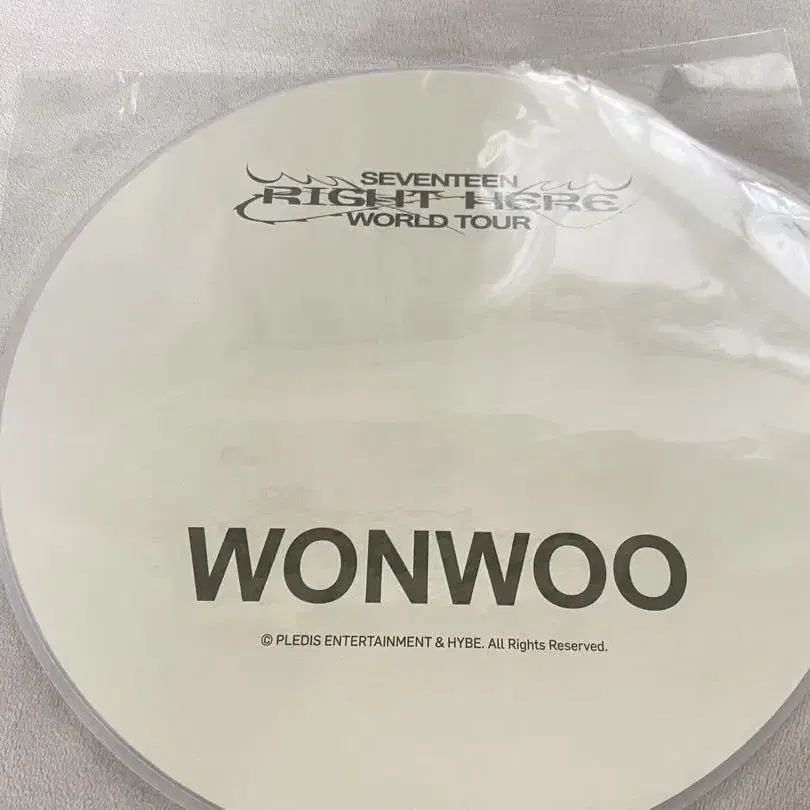 SEVENTEEN
RIGHT HERE
WORLD TOUR
WONWOO
© PLEDIS ENTERTAINMENT & HYBE. All Rights Reserved.